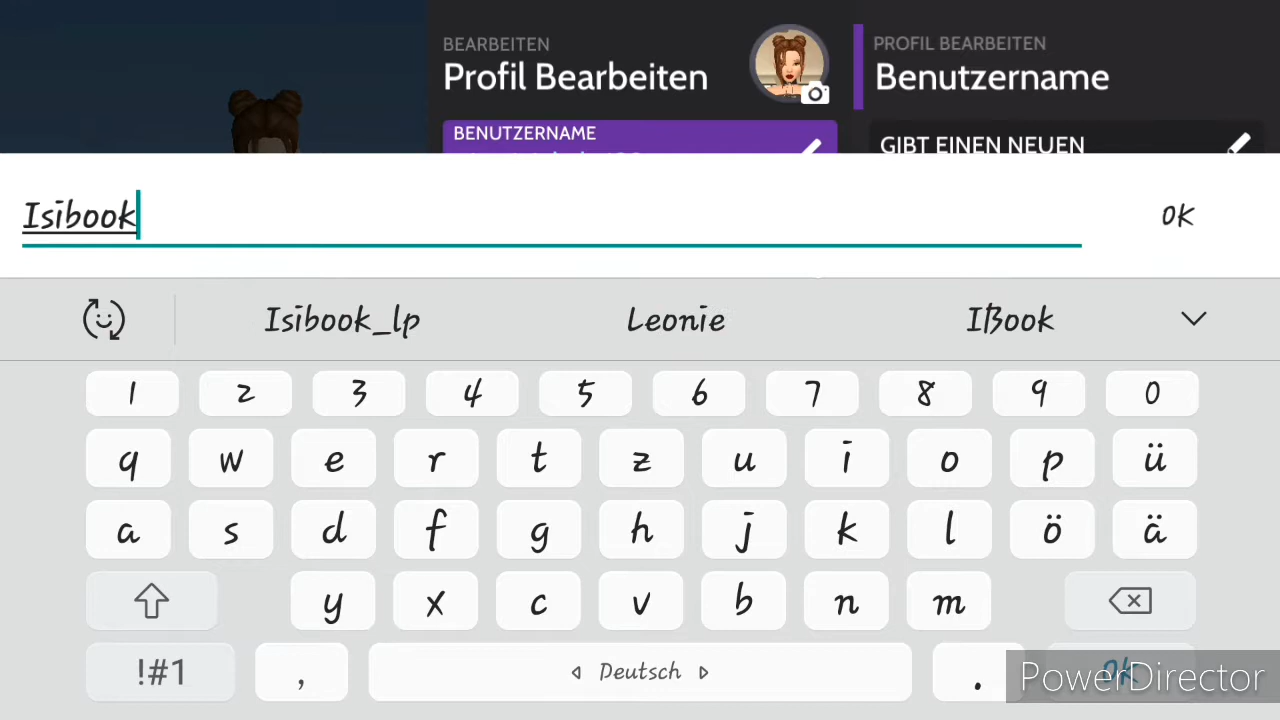 BEARBEITEN
Profil Bearbeiten
BENUTZERNAME
PROFIL BEARBEITEN
Benutzername
GIBT EINEN NEUEN
Isibook
OK
Isibook_lp
Leonie
IBook
1 2 3 4 5 6 7 8 9 0
q w e r t z u i o p ü
a s d f g h j k l ö ä
y x c v b n m
!#1 , Deutsch . OK
PowerDirector